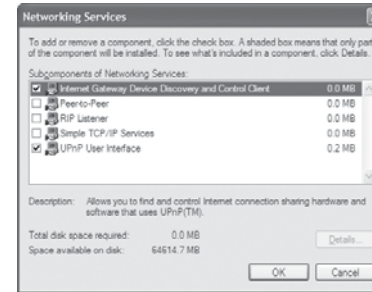 Networking Services
To add or remove a component, click the check box. A shaded box means that only part
of the component will be installed. To see what's included in a component, click Details.
Subcomponents of Networking Services:
Internet Gateway Device Discovery and Control Client 0.0 MB
Peer-to-Peer 0.0 MB
RIP Listener 0.0 MB
Simple TCP/IP Services 0.0 MB
UPnP User Interface 0.2 MB
Description: Allows you to find and control Internet connection sharing hardware and
software that uses UPnP(TM).
Total disk space required: 0.0 MB
Details...
Space available on disk: 64614.7 MB
OK Cancel